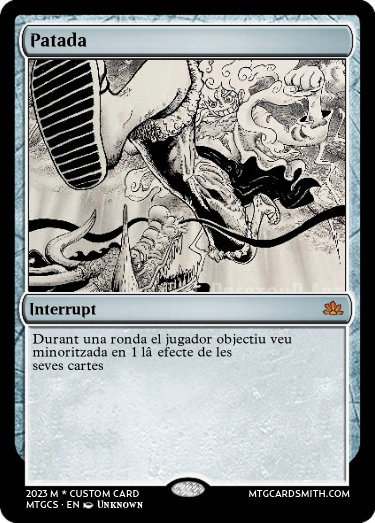 Patada
Interrupt
Durant una ronda el jugador objectiu veu
minoritzada en 1 lâ efecte de les
seves cartes
2023 M * CUSTOM CARD
MTGCS · EN UNKNOWN
MTGCARDSMITH.COM